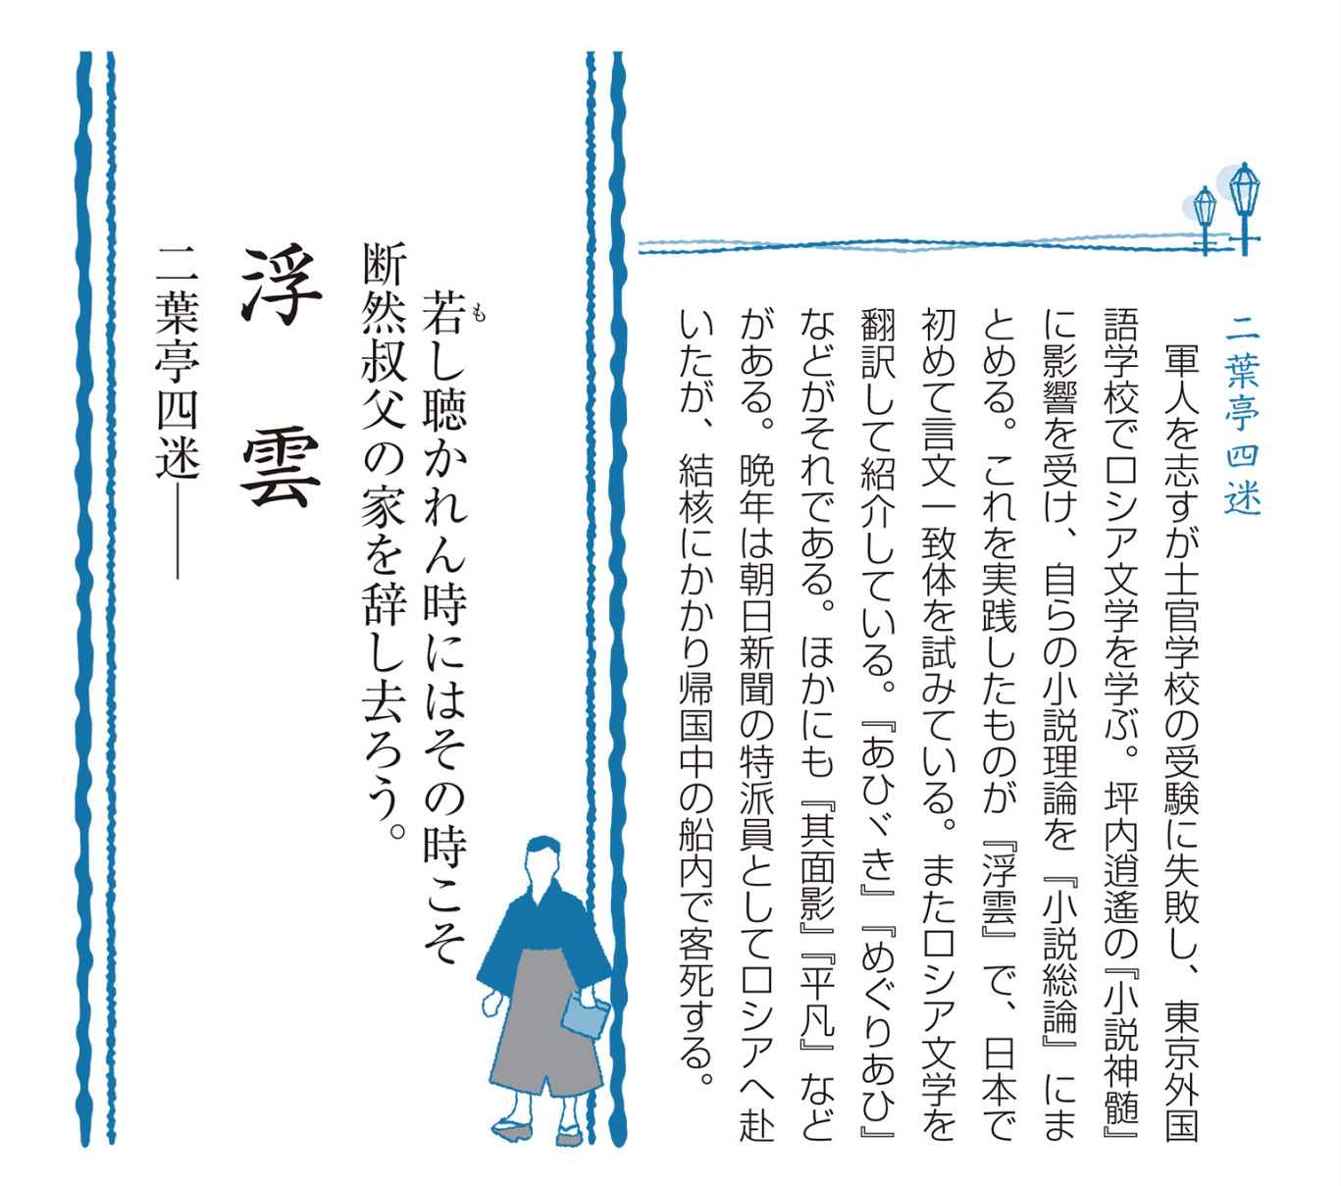 二葉亭四迷
軍人を志すが士官学校の受験に失敗し、東京外国
語学校でロシア文学を学ぶ。坪内逍遙の『小説神髄』
に影響を受け、自らの小説理論を『小説総論』にま
とめる。これを実践したものが『浮雲』で、日本で
初めて言文一致体を試みている。またロシア文学を
翻訳して紹介している。『あひゞき』『めぐりあひ』
などがそれである。ほかにも『其面影』『平凡』など
がある。晩年は朝日新聞の特派員としてロシアへ赴
いたが、結核にかかり帰国中の船内で客死する。
若し聴かれん時にはその時こそ
も
断然叔父の家を辞し去ろう。
浮雲
二葉亭四迷――